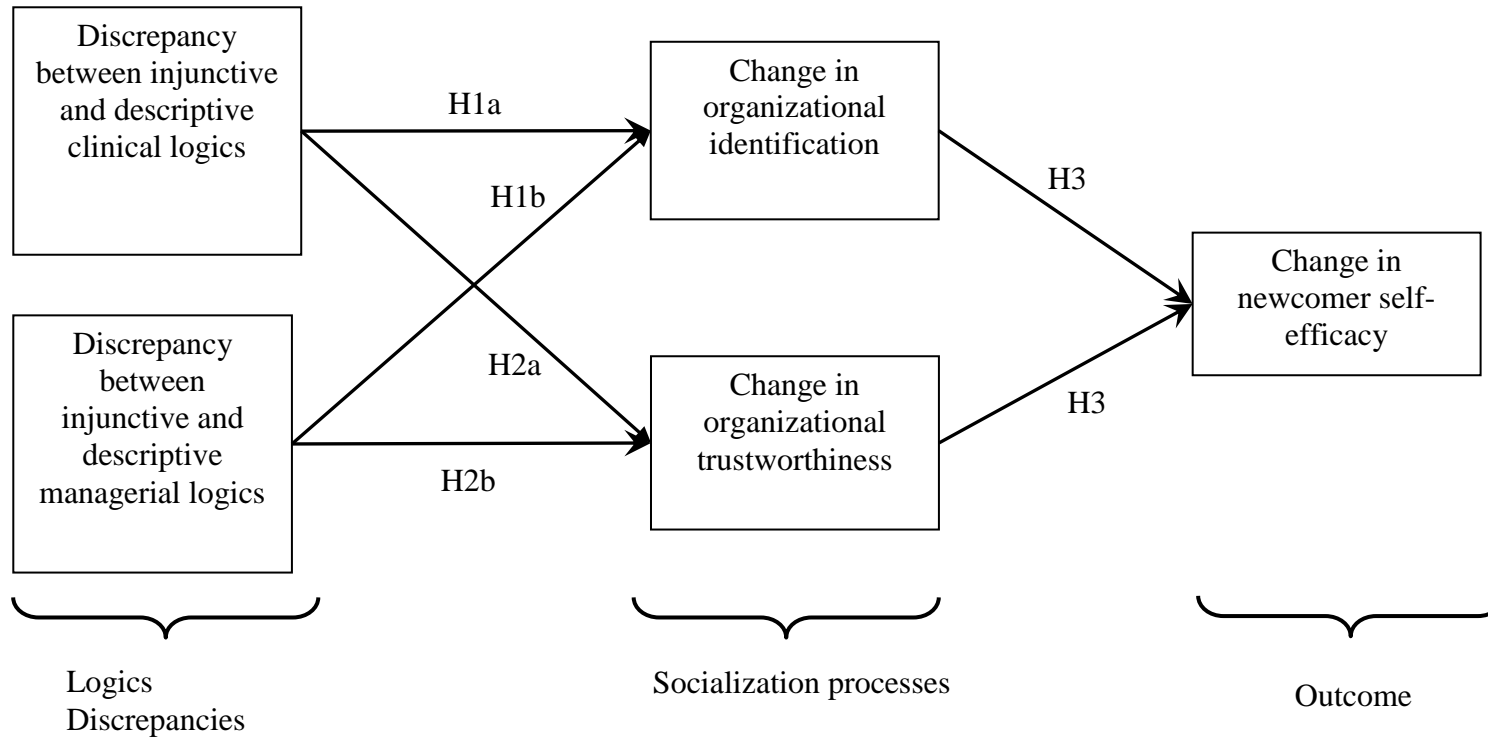 Discrepancy
between injunctive
and descriptive
clinical logics
H1a
Change in
organizational
identification
H3
H1b
Change in
newcomer self-
efficacy
Discrepancy
between
injunctive and
descriptive
managerial logics
H2a
H2b
Change in
organizational
trustworthiness
H3
Logics
Discrepancies
Socialization processes
Outcome